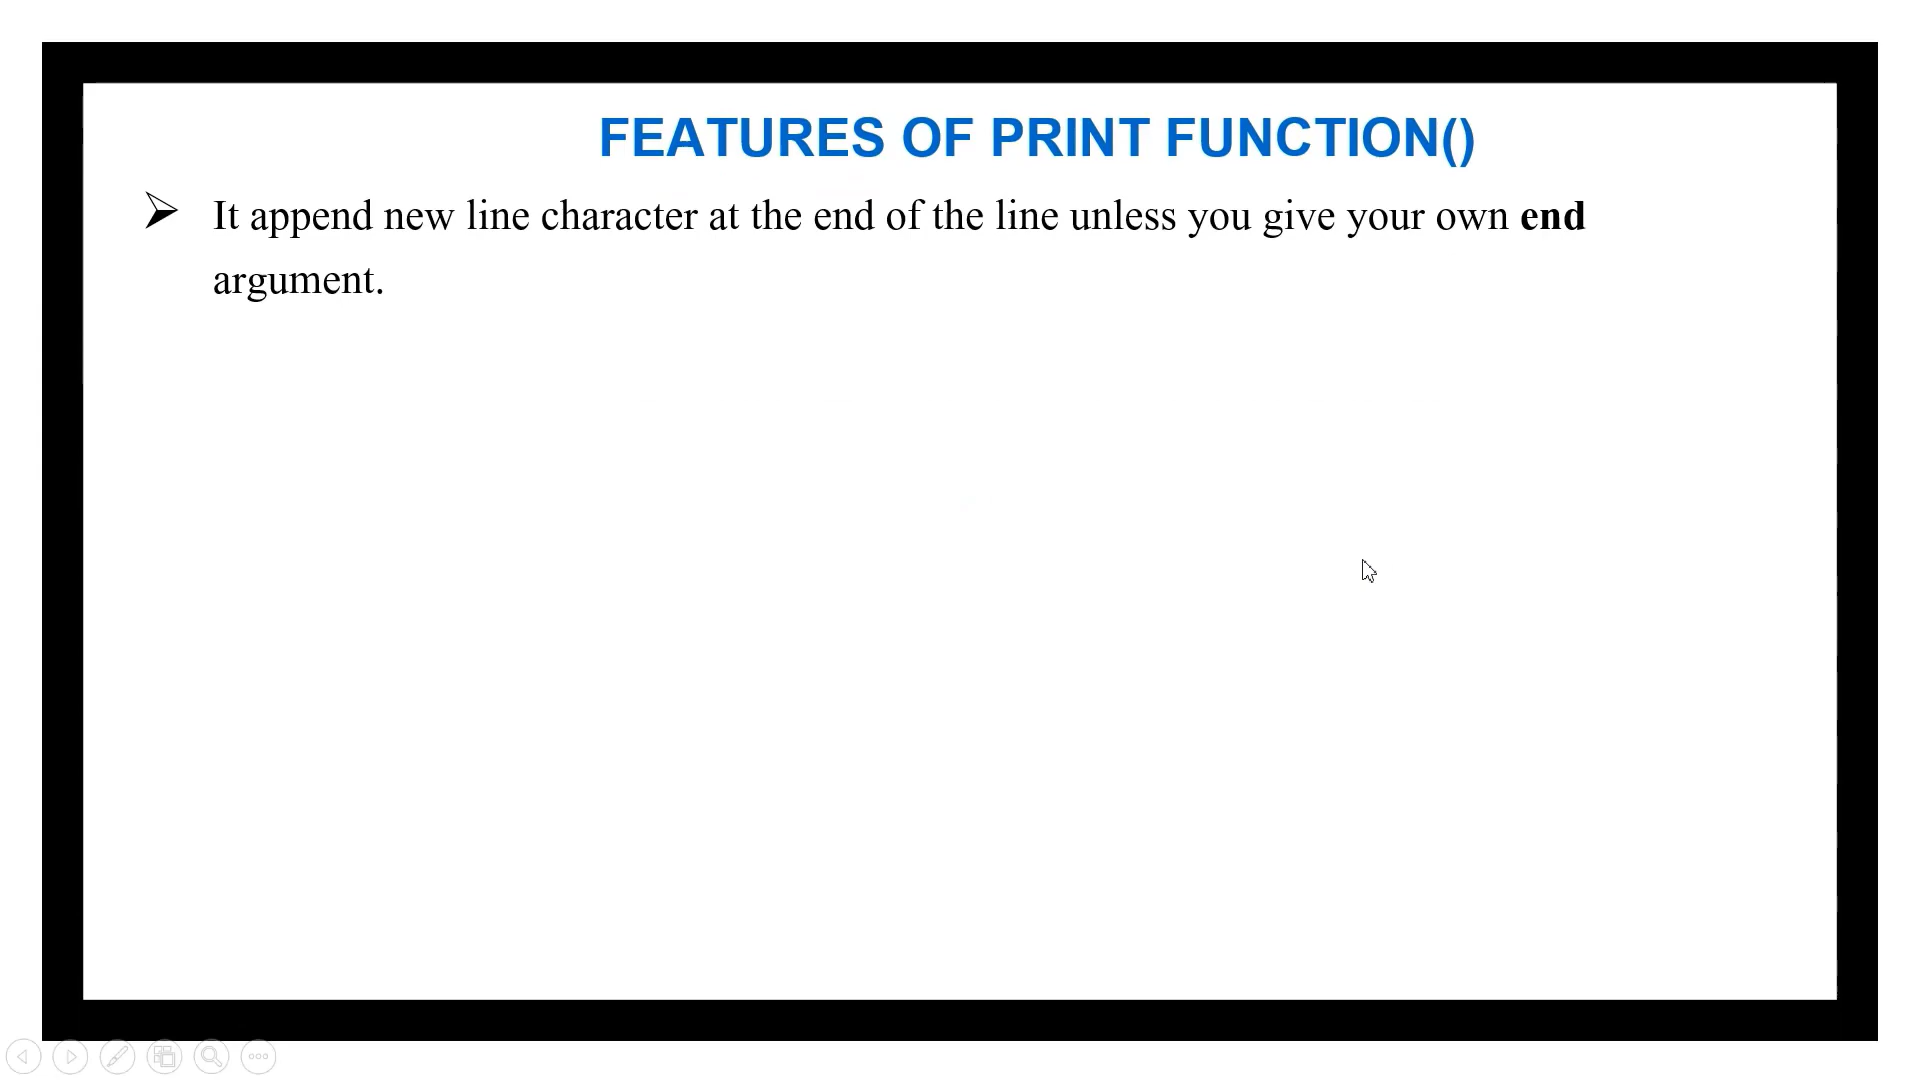 FEATURES OF PRINT FUNCTION()
It append new line character at the end of the line unless you give your own end
argument.